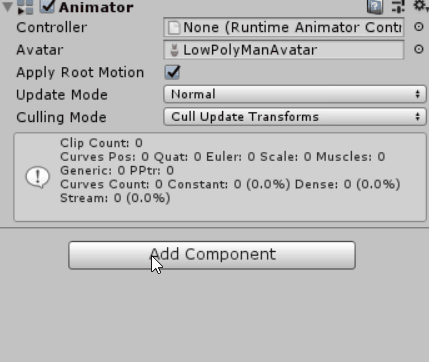 Animator
Controller None (Runtime Animator Contr
Avatar LowPolyManAvatar
Apply Root Motion
Update Mode Normal
Culling Mode Cull Update Transforms
Clip Count: 0
Curves Pos: 0 Quat: 0 Euler: 0 Scale: 0 Muscles: 0
Generic: 0 PPtr: 0
Curves Count: 0 Constant: 0 (0.0%) Dense: 0 (0.0%)
Stream: 0 (0.0%)
Add Component